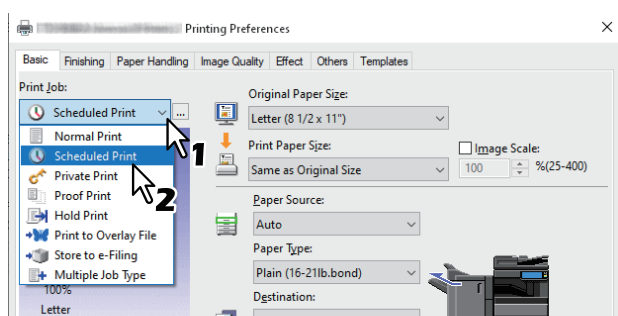 Printing Preferences
Basic Finishing Paper Handling Image Quality Effect Others Templates
Print Job:
Scheduled Print ...
1
Normal Print
Scheduled Print
2
Private Print
Proof Print
Hold Print
Print to Overlay File
Store to e-Filing
Multiple Job Type
100%
Letter
Original Paper Size:
Letter (8 1/2 x 11")
Print Paper Size:
Same as Original Size
Image Scale:
100 %(25-400)
Paper Source:
Auto
Paper Type:
Plain (16-21lb.bond)
Destination: